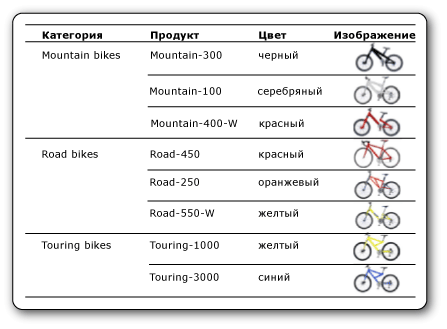 Категория Продукт Цвет Изображение
Mountain bikes Mountain-300 черный
Mountain-100 серебряный
Mountain-400-W красный
Road bikes Road-450 красный
Road-250 оранжевый
Road-550-W желтый
Touring bikes Touring-1000 желтый
Touring-3000 синий